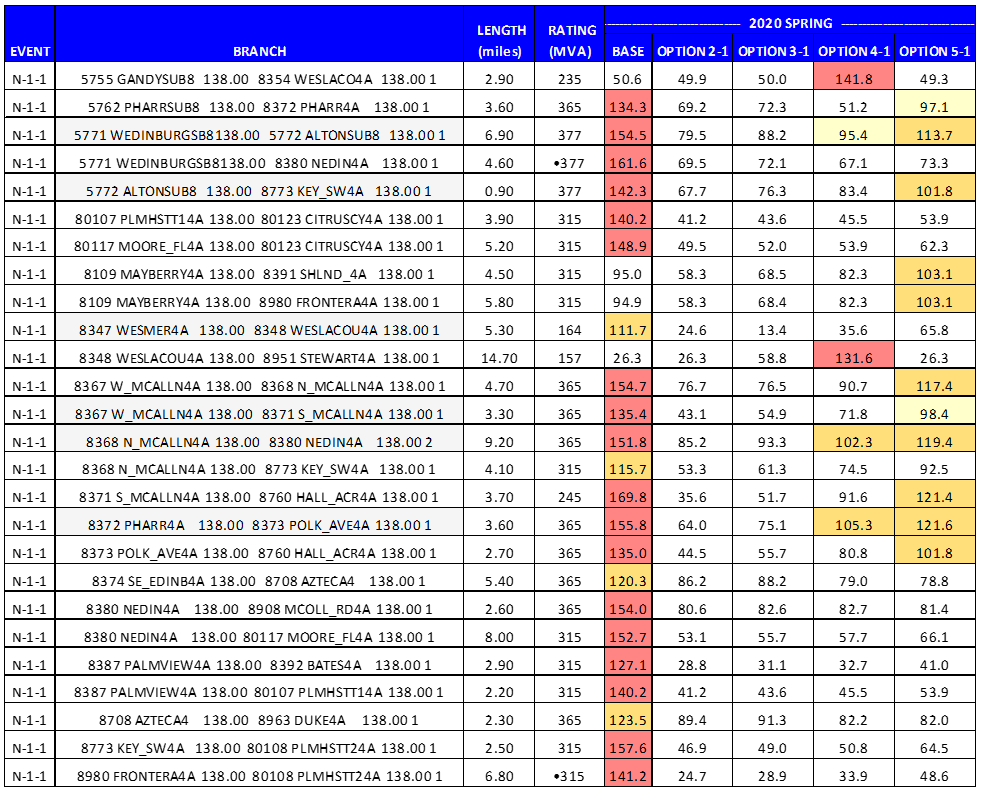 2020 SPRING
LENGTH RATING
EVENT BRANCH (miles) (MVA) BASE OPTION 2-1 OPTION 3-1 OPTION 4-1 OPTION 5-1
N-1-1 5755 GANDYSUB8 138.00 8354 WESLACO4A 138.00 1 2.90 235 50.6 49.9 50.0 141.8 49.3
N-1-1 5762 PHARRSUB8 138.00 8372 PHARR4A 138.00 1 3.60 365 134.3 69.2 72.3 51.2 97.1
N-1-1 5771 WEDINBURGSB8138.00 5772 ALTONSUB8 138.00 1 6.90 377 154.5 79.5 88.2 95.4 113.7
N-1-1 5771 WEDINBURGSB8138.00 8380 NEDIN4A 138.00 1 4.60 •377 161.6 69.5 72.1 67.1 73.3
N-1-1 5772 ALTONSUB8 138.00 8773 KEY_SW4A 138.00 1 0.90 377 142.3 67.7 76.3 83.4 101.8
N-1-1 80107 PLMHSTT14A 138.00 80123 CITRUSCY4A 138.00 1 3.90 315 140.2 41.2 43.6 45.5 53.9
N-1-1 80117 MOORE_FL4A 138.00 80123 CITRUSCY4A 138.00 1 5.20 315 148.9 49.5 52.0 53.9 62.3
N-1-1 8109 MAYBERRY4A 138.00 8391 SHLND_4A 138.00 1 4.50 315 95.0 58.3 68.5 82.3 103.1
N-1-1 8109 MAYBERRY4A 138.00 8980 FRONTERA4A 138.00 1 5.80 315 94.9 58.3 68.4 82.3 103.1
N-1-1 8347 WESMER4A 138.00 8348 WESLACOU4A 138.00 1 5.30 164 111.7 24.6 13.4 35.6 65.8
N-1-1 8348 WESLACOU4A 138.00 8951 STEWART4A 138.00 1 14.70 157 26.3 26.3 58.8 131.6 26.3
N-1-1 8367 W_MCALLN4A 138.00 8368 N_MCALLN4A 138.00 1 4.70 365 154.7 76.7 76.5 90.7 117.4
N-1-1 8367 W_MCALLN4A 138.00 8371 S_MCALLN4A 138.00 1 3.30 365 135.4 43.1 54.9 71.8 98.4
N-1-1 8368 N_MCALLN4A 138.00 8380 NEDIN4A 138.00 2 9.20 365 151.8 85.2 93.3 102.3 119.4
N-1-1 8368 N_MCALLN4A 138.00 8773 KEY_SW4A 138.00 1 4.10 315 115.7 53.3 61.3 74.5 92.5
N-1-1 8371 S_MCALLN4A 138.00 8760 HALL_ACR4A 138.00 1 3.70 245 169.8 35.6 51.7 91.6 121.4
N-1-1 8372 PHARR4A 138.00 8373 POLK_AVE4A 138.00 1 3.60 365 155.8 64.0 75.1 105.3 121.6
N-1-1 8373 POLK_AVE4A 138.00 8760 HALL_ACR4A 138.00 1 2.70 365 135.0 44.5 55.7 80.8 101.8
N-1-1 8374 SE_EDINB4A 138.00 8708 AZTECA4 138.00 1 5.40 365 120.3 86.2 88.2 79.0 78.8
N-1-1 8380 NEDIN4A 138.00 8908 MCOLL_RD4A 138.00 1 2.60 365 154.0 80.6 82.6 82.7 81.4
N-1-1 8380 NEDIN4A 138.00 80117 MOORE_FL4A 138.00 1 8.00 315 152.7 53.1 55.7 57.7 66.1
N-1-1 8387 PALMVIEW4A 138.00 8392 BATES4A 138.00 1 2.90 315 127.1 28.8 31.1 32.7 41.0
N-1-1 8387 PALMVIEW4A 138.00 80107 PLMHSTT14A 138.00 1 2.20 315 140.2 41.2 43.6 45.5 53.9
N-1-1 8708 AZTECA4 138.00 8963 DUKE4A 138.00 1 2.30 365 123.5 89.4 91.3 82.2 82.0
N-1-1 8773 KEY_SW4A 138.00 80108 PLMHSTT24A 138.00 1 2.50 315 157.6 46.9 49.0 50.8 64.5
N-1-1 8980 FRONTERA4A 138.00 80108 PLMHSTT24A 138.00 1 6.80 •315 141.2 24.7 28.9 33.9 48.6